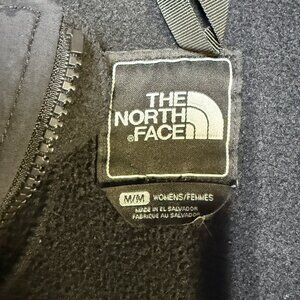 THE
NORTH
®FACE
M/M WOMENS/FEMMES
MADE IN EL SALVADOR
FABRIQUE AU SALVADOR